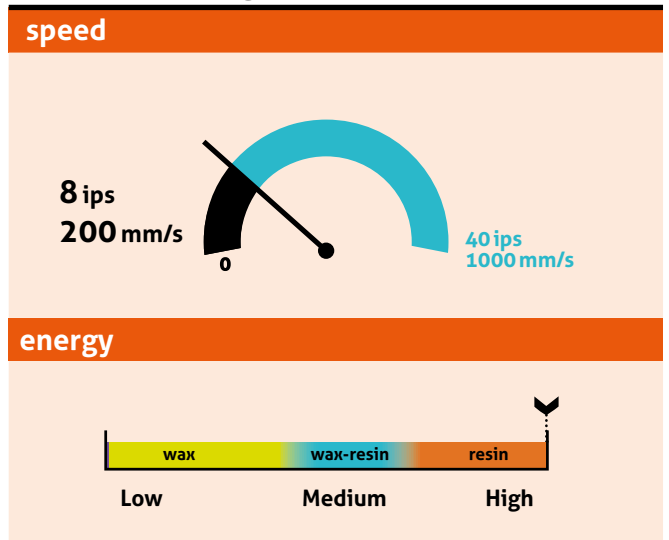 speed
8 ips
200 mm/s
0
40 ips
1000 mm/s
energy
wax wax-resin resin
Low Medium High